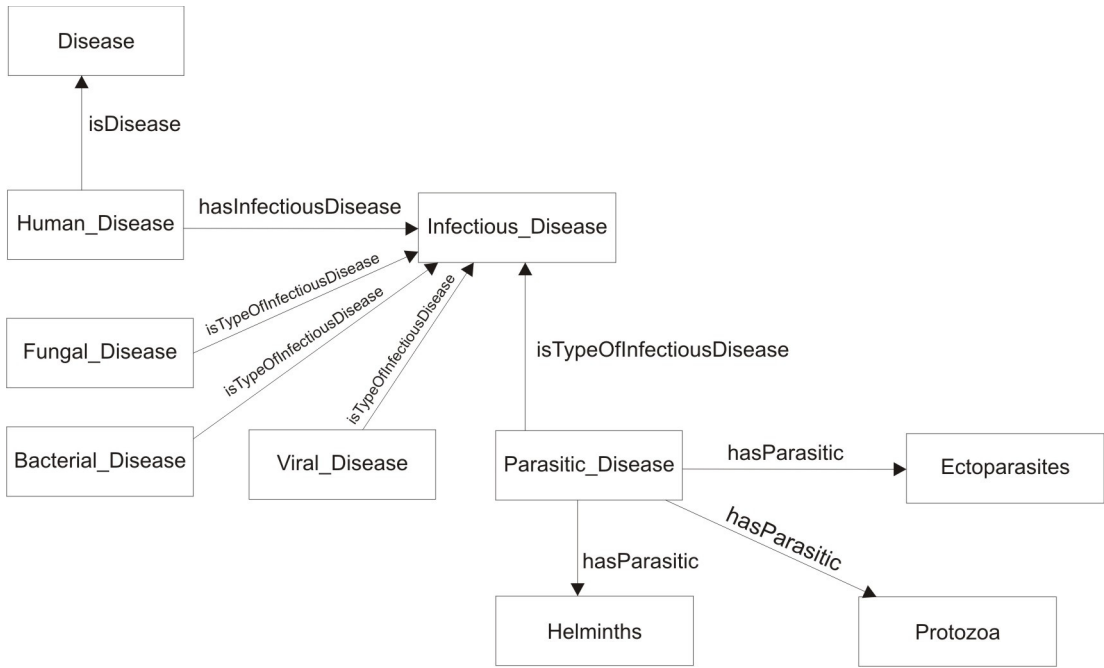 Disease
isDisease
Human_Disease
hasInfectiousDisease
Infectious_Disease
isTypeOfInfectiousDisease
Fungal_Disease
isTypeOfInfectiousDisease
isTypeOfInfectiousDisease
isTypeOfInfectiousDisease
Bacterial_Disease
Viral_Disease
Parasitic_Disease
hasParasitic
Ectoparasites
hasParasitic
hasParasitic
Helminths
Protozoa